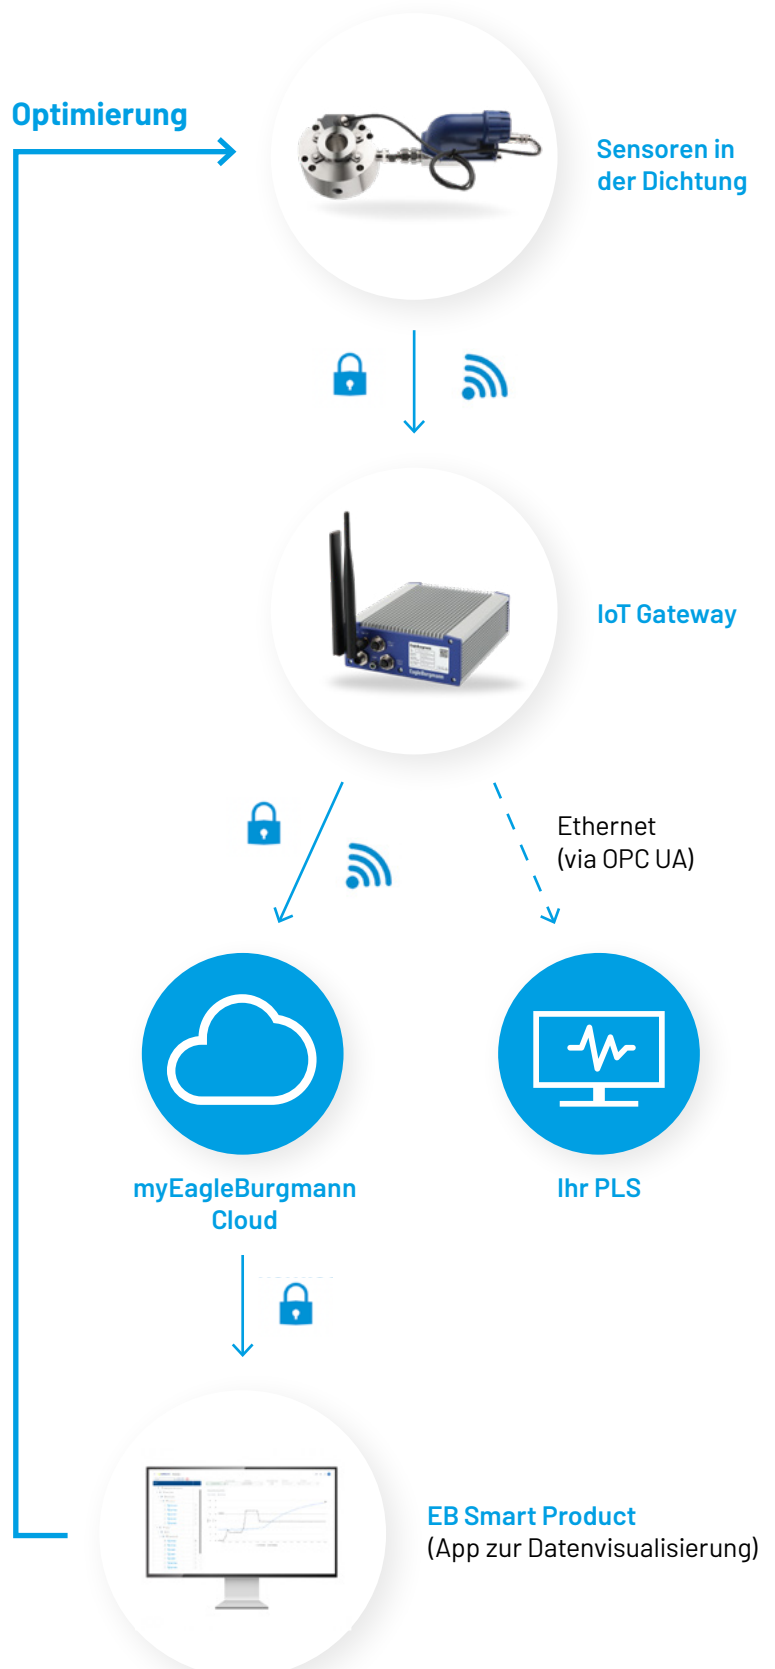 Optimierung
Sensoren in
der Dichtung
IoT Gateway
EagleBurgmann
Ethernet
(via OPC UA)
myEagleBurgmann
Cloud
Ihr PLS
EB Smart Product
(App zur Datenvisualisierung)